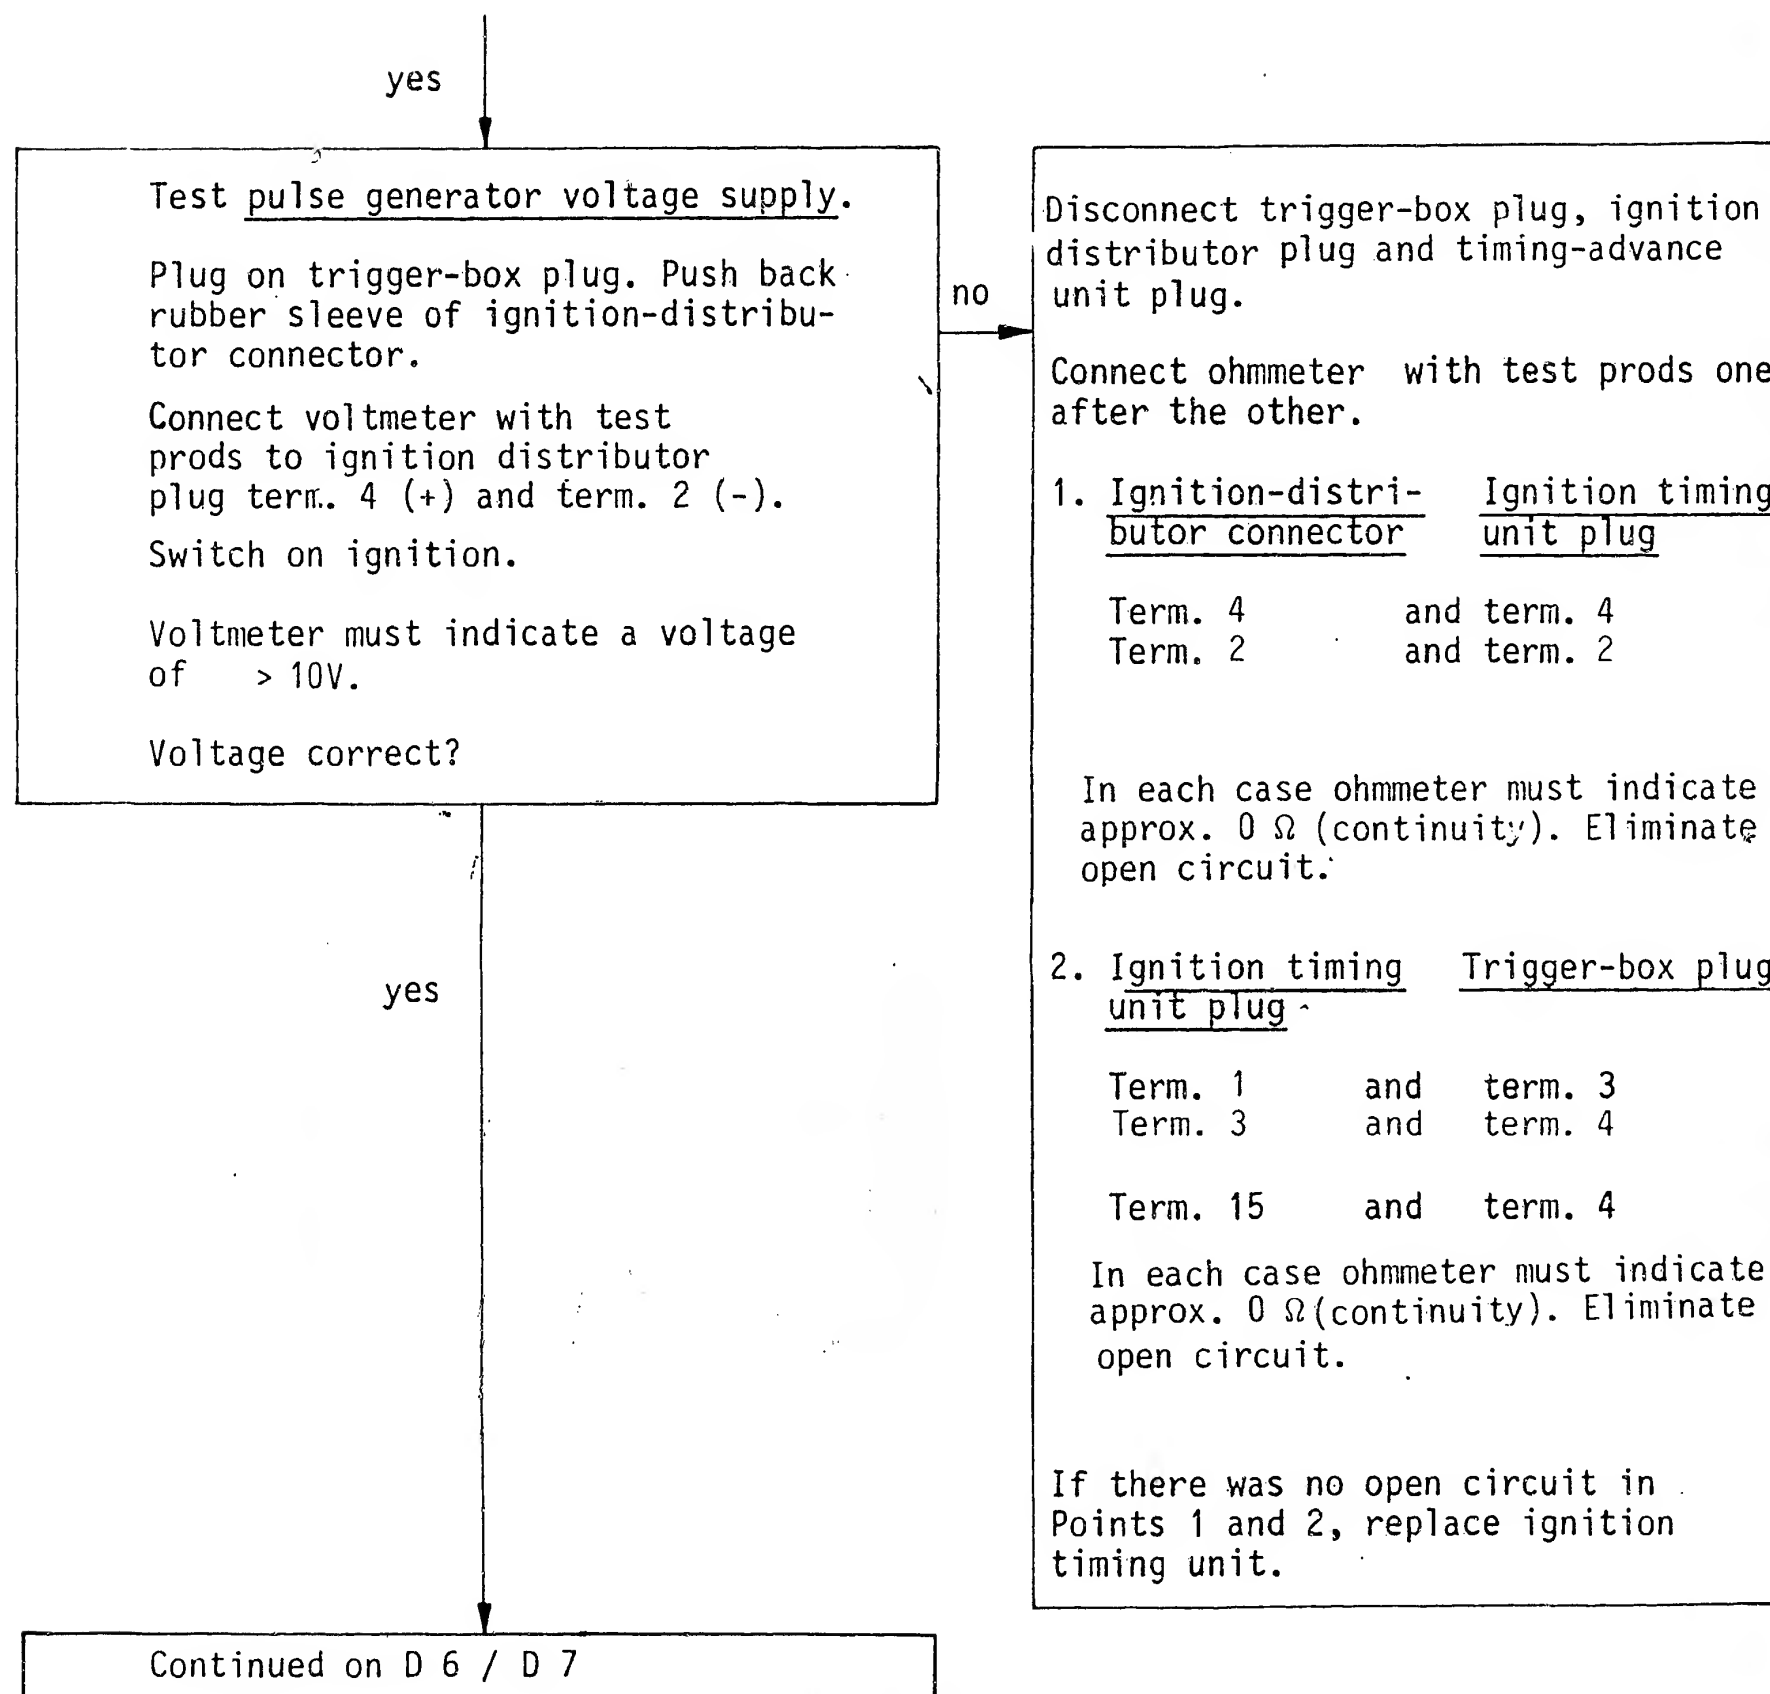 yes
Test pulse generator voltage supply.
Plug on trigger-box plug. Push back
rubber sleeve of ignition-distribu-
tor connector.
Connect voltmeter with test
prods to ignition distributor
plug term. 4 (+) and term. 2 (-).
Switch on ignition.
Voltmeter must indicate a voltage
of > 10V.
Voltage correct?
no
Disconnect trigger-box plug, ignition
distributor plug and timing-advance
unit plug.
Connect ohmmeter with test prods one
after the other.
1. Ignition-distri- Ignition timing
butor connector unit plug
Term. 4 and term. 4
Term. 2 and term. 2
In each case ohmmeter must indicate
approx. 0 Ω (continuity). Eliminate
open circuit.
2. Ignition timing Trigger-box plug
unit plug
Term. 1 and term. 3
Term. 3 and term. 4
Term. 15 and term. 4
In each case ohmmeter must indicate
approx. 0 Ω (continuity). Eliminate
open circuit.
If there was no open circuit in
Points 1 and 2, replace ignition
timing unit.
yes
Continued on D 6 / D 7